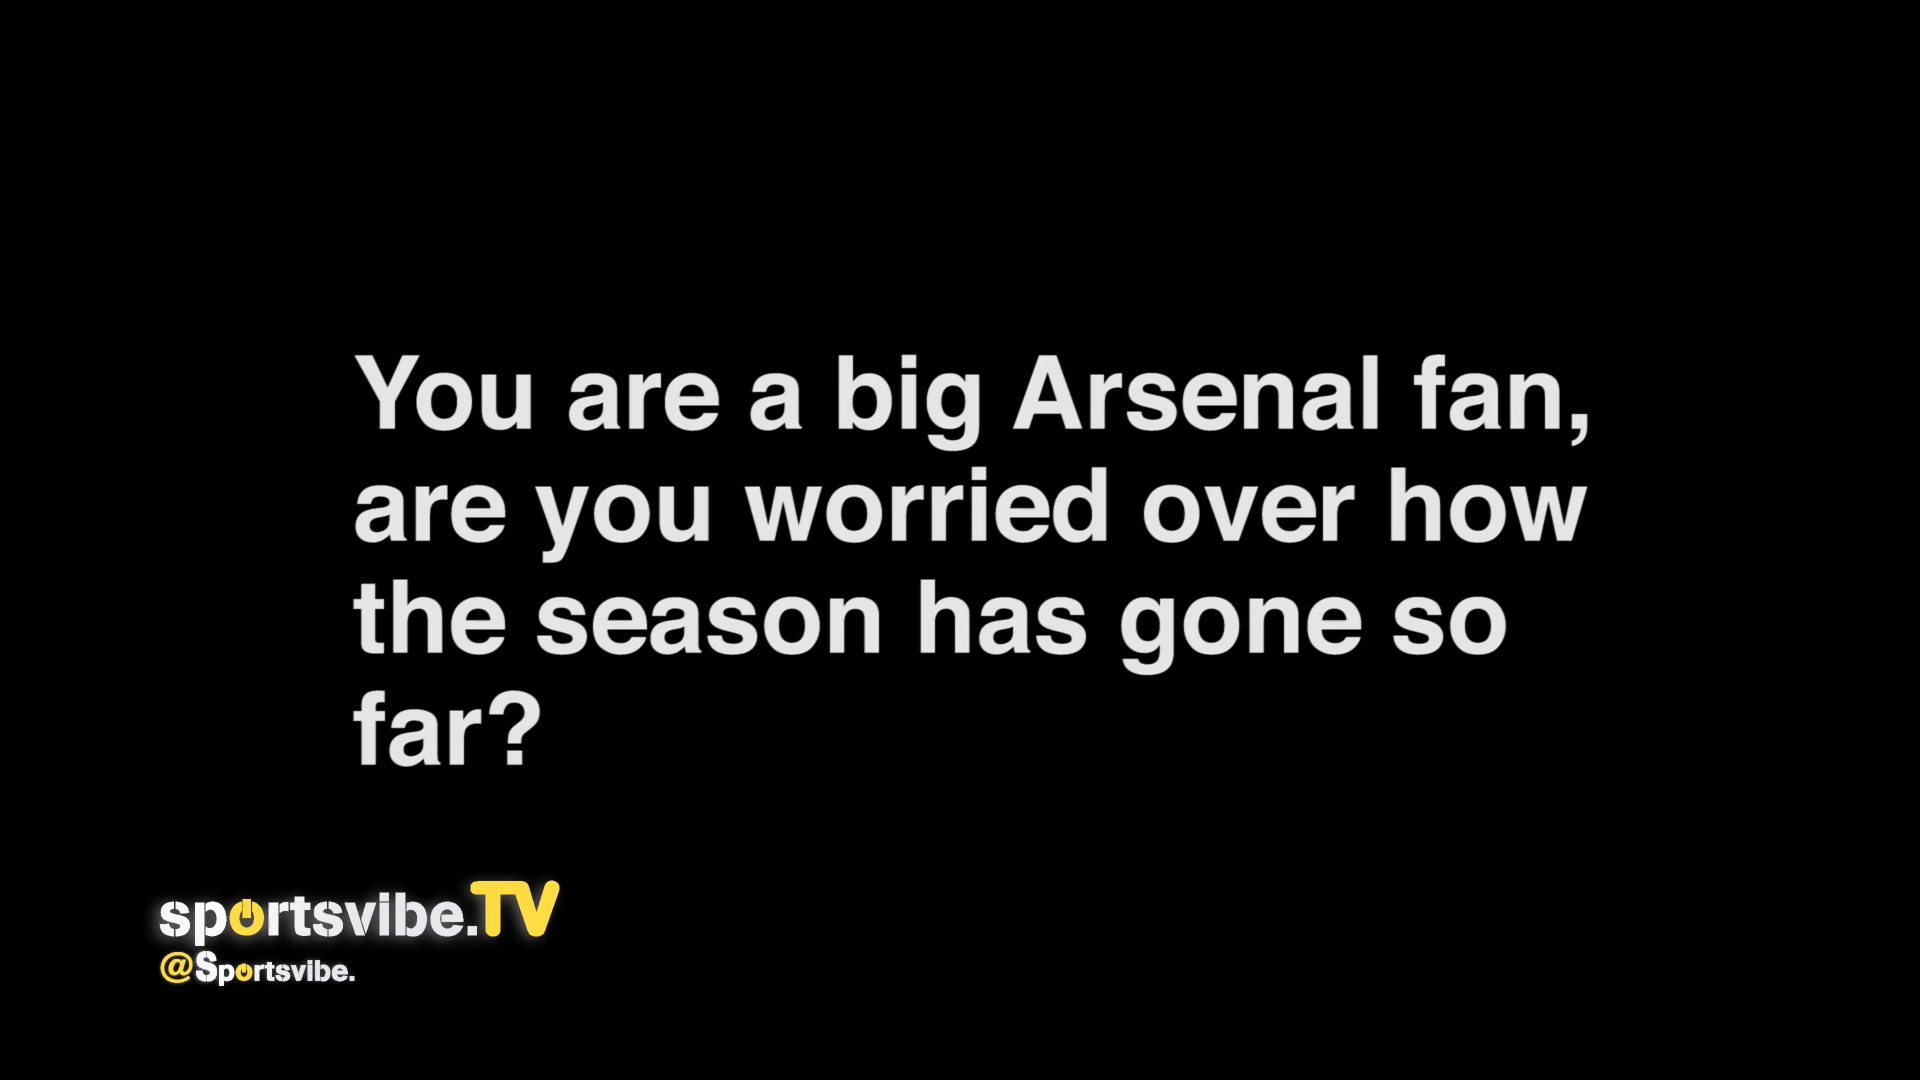 You are a big Arsenal fan,
are you worried over how
the season has gone so
far?
sportsvibe.TV
@Sportsvibe.